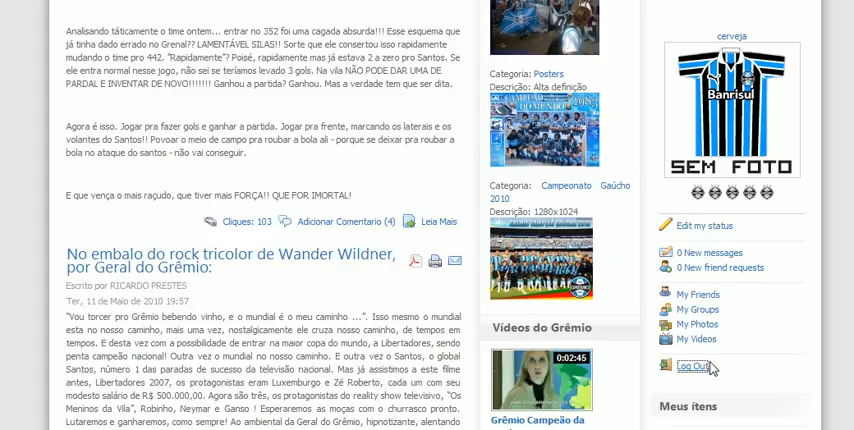 Analisando táticamente o time ontem... entrar no 352 foi uma cagada absurda!!! Esse esquema que
já tinha dado errado no Grenal?? LAMENTÁVEL SILAS!! Sorte que ele consertou isso rapidamente
mudando o time pro 442. "Rapidamente"? Poisé, rapidamente mas já estava 2 a zero pro Santos. Se
ele entra normal nesse jogo, não sei se teríamos levado 3 gols. Na vila NÃO PODE DAR UMA DE
PARDAL E INVENTAR DE NOVO!!!!!!! Ganhou a partida? Ganhou. Mas a verdade tem que ser dita.
Agora é isso. Jogar pra fazer gols e ganhar a partida. Jogar pra frente, marcando os laterais e os
volantes do Santos!! Povoar o meio de campo pra roubar a bola ali - porque se deixar pra roubar a
bola no ataque do santos - não vai conseguir.
E que vença o mais raçudo, que tiver mais FORÇA!! QUE FOR IMORTAL!
Cliques: 103 Adicionar Comentario (4) Leia Mais
No embalo do rock tricolor de Wander Wildner,
por Geral do Grêmio:
Escrito por RICARDO PRESTES
Ter, 11 de Maio de 2010 19:57
"Vou torcer pro Grêmio bebendo vinho, e o mundial é o meu caminho ...". Isso mesmo o mundial
esta no nosso caminho, mais uma vez, nostalgicamente ele cruza nosso caminho, de tempos em
tempos. E desta vez com a possibilidade de entrar na maior copa do mundo, a Libertadores, sendo
penta campeão nacional! Outra vez o mundial no nosso caminho. E outra vez o Santos, o global
Santos, número 1 das paradas de sucesso da televisão nacional. Mas já assistimos a este filme
antes, Libertadores 2007, os protagonistas eram Luxemburgo e Zé Roberto, cada um com seu
modesto salário de R$ 500.000,00. Agora são três, os protagonistas do reality show televisivo, "Os
Meninos da Vila", Robinho, Neymar e Ganso ! Esperaremos as moças com o churrasco pronto.
Lutaremos e ganharemos, como sempre! Ao ambiental da Geral do Grêmio, hipnotizante, alentando
Categoria: Posters
Descrição: Alta definição
CAMPEÃO 1983
DO MUNDO
Categoria: Campeonato Gaúcho
2010
Descrição: 1280x1024
Vídeos do Grêmio
0:02:45
Grêmio Campeão da
cerveja
Banrisul
SEM FOTO
Edit my status
0 New messages
0 New friend requests
My Friends
My Groups
My Photos
My Videos
Log Out
Meus ítens